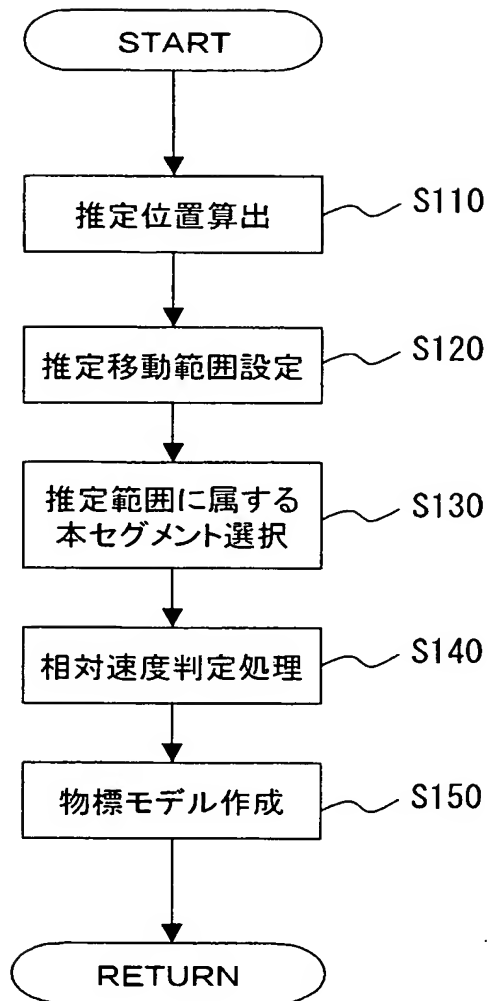 START
推定位置算出
S110
推定移動範囲設定
S120
推定範囲に属する
本セグメント選択
S130
相対速度判定処理
S140
物標モデル作成
S150
RETURN